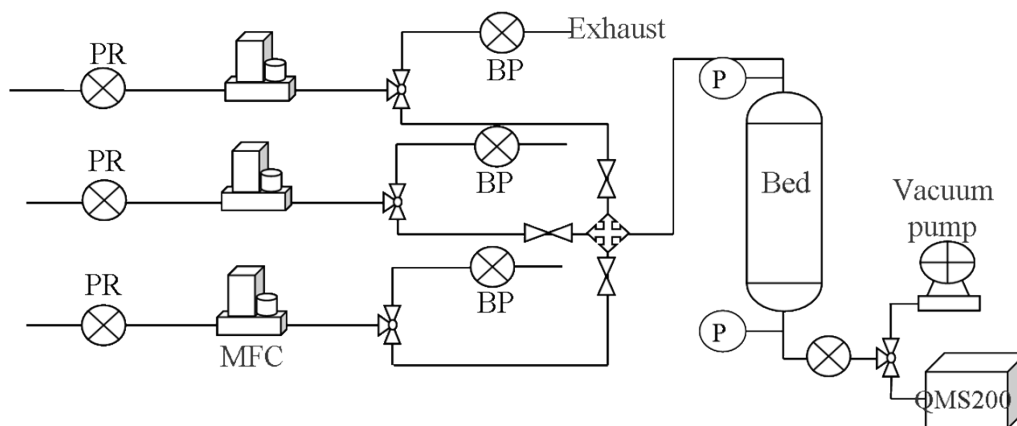 PR
BP
Exhaust
P
PR
BP
Bed
Vacuum
pump
PR
BP
P
MFC
QMS200